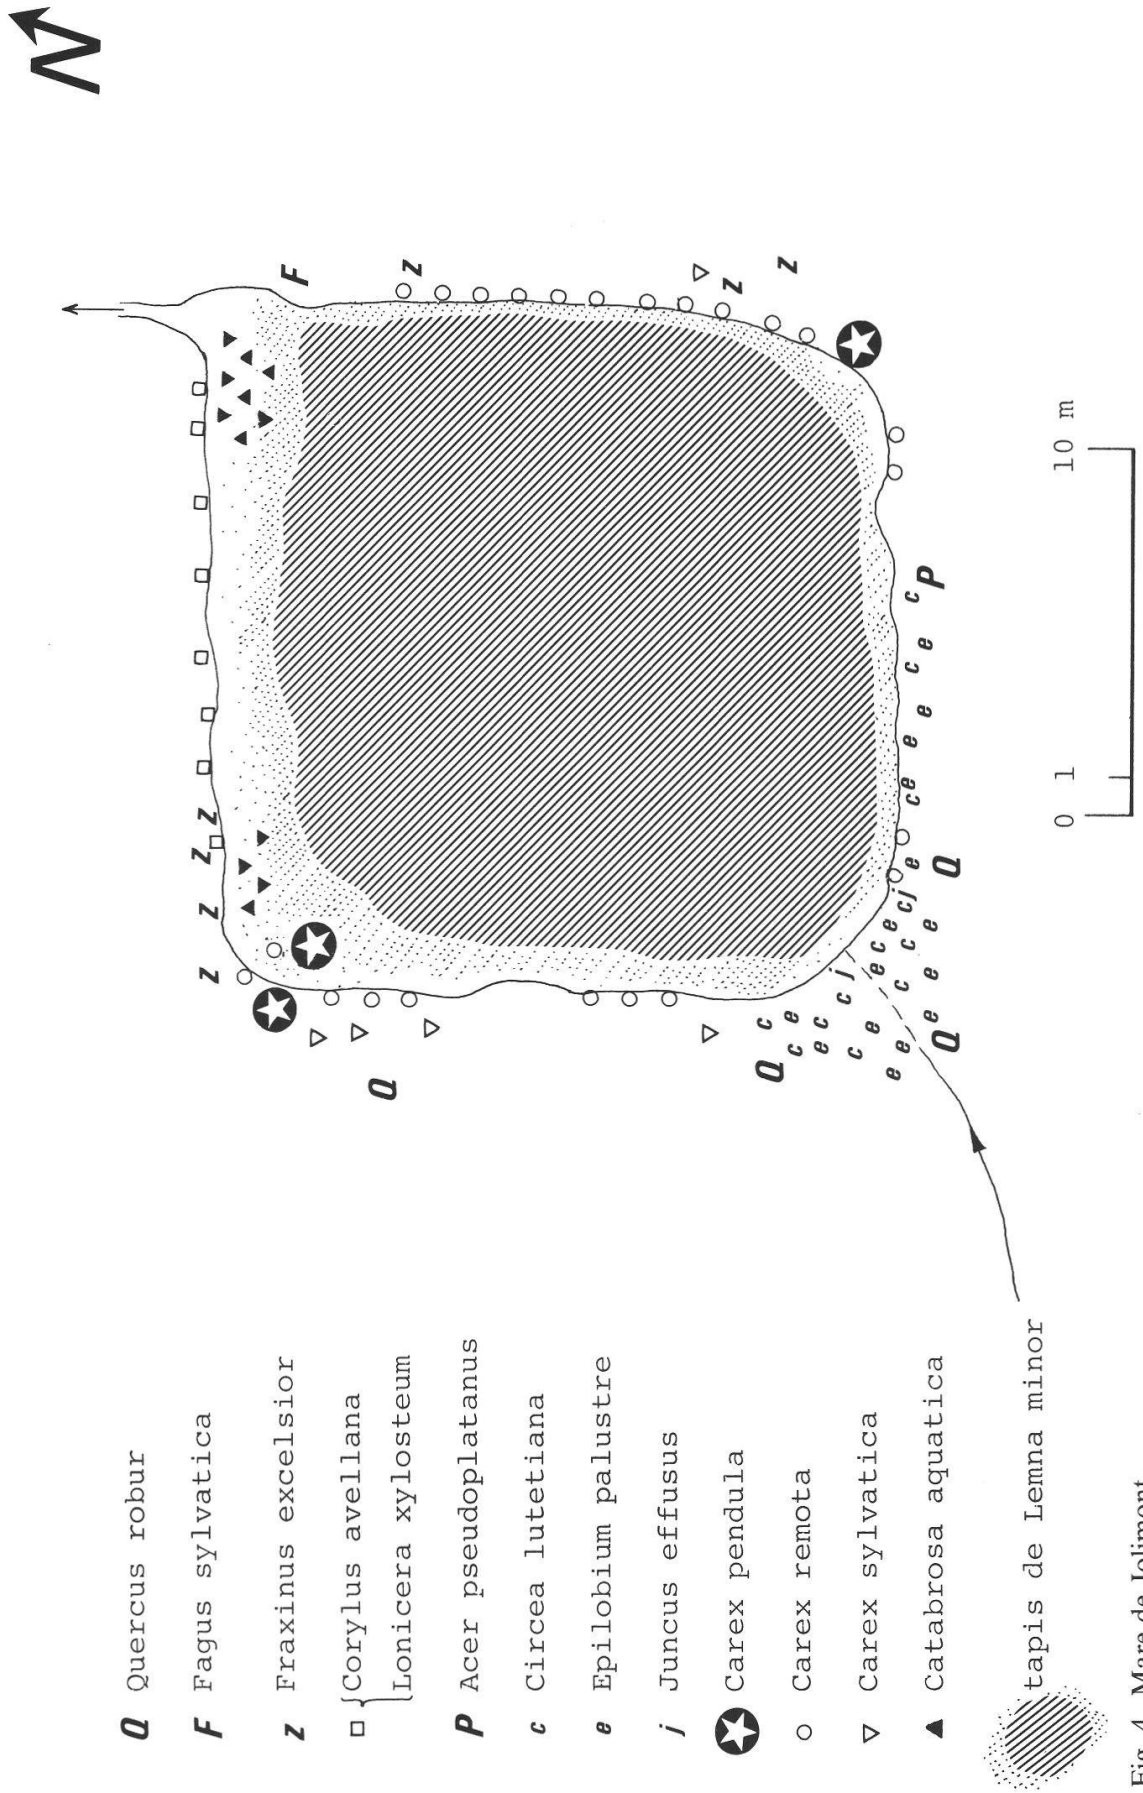 N
Q Quercus robur
F Fagus sylvatica
z Fraxinus excelsior
Corylus avellana
Lonicera xylosteum
P Acer pseudoplatanus
c Circea lutetiana
e Epilobium palustre
j Juncus effusus
Carex pendula
Carex remota
Carex sylvatica
Catabrosa aquatica
tapis de Lemna minor
z z z z
F
Q z
z
z
Q c
c e
e c
c e c j
e e c e c e
c c c j e c e e e c e c P
Q e e e Q
0 1 10 m
Fig. 4. Mare de Jolimont